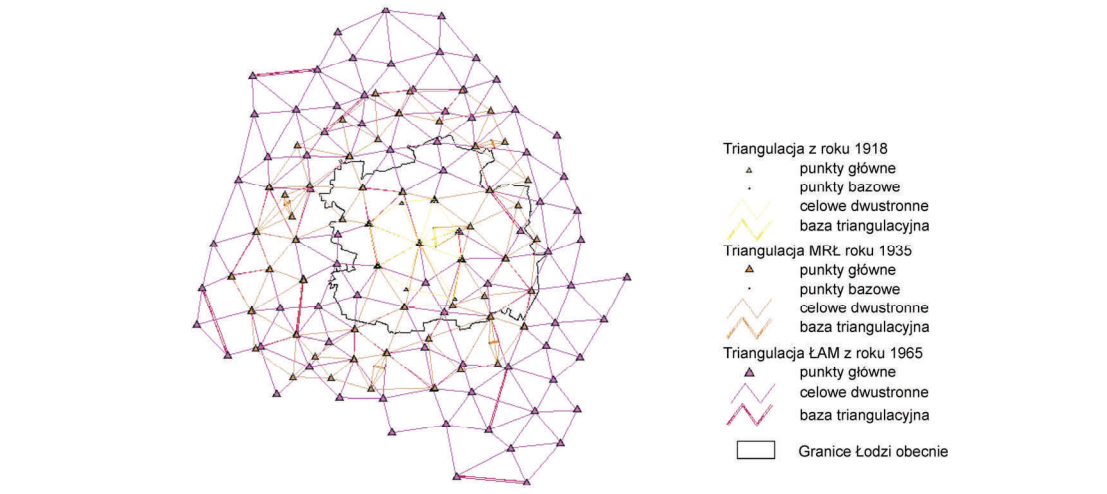 Triangulacja z roku 1918
punkty główne
punkty bazowe
celowe dwustronne
baza triangulacyjna
Triangulacja MRŁ roku 1935
punkty główne
punkty bazowe
celowe dwustronne
baza triangulacyjna
Triangulacja ŁAM z roku 1965
punkty główne
celowe dwustronne
baza triangulacyjna
Granice Łodzi obecnie